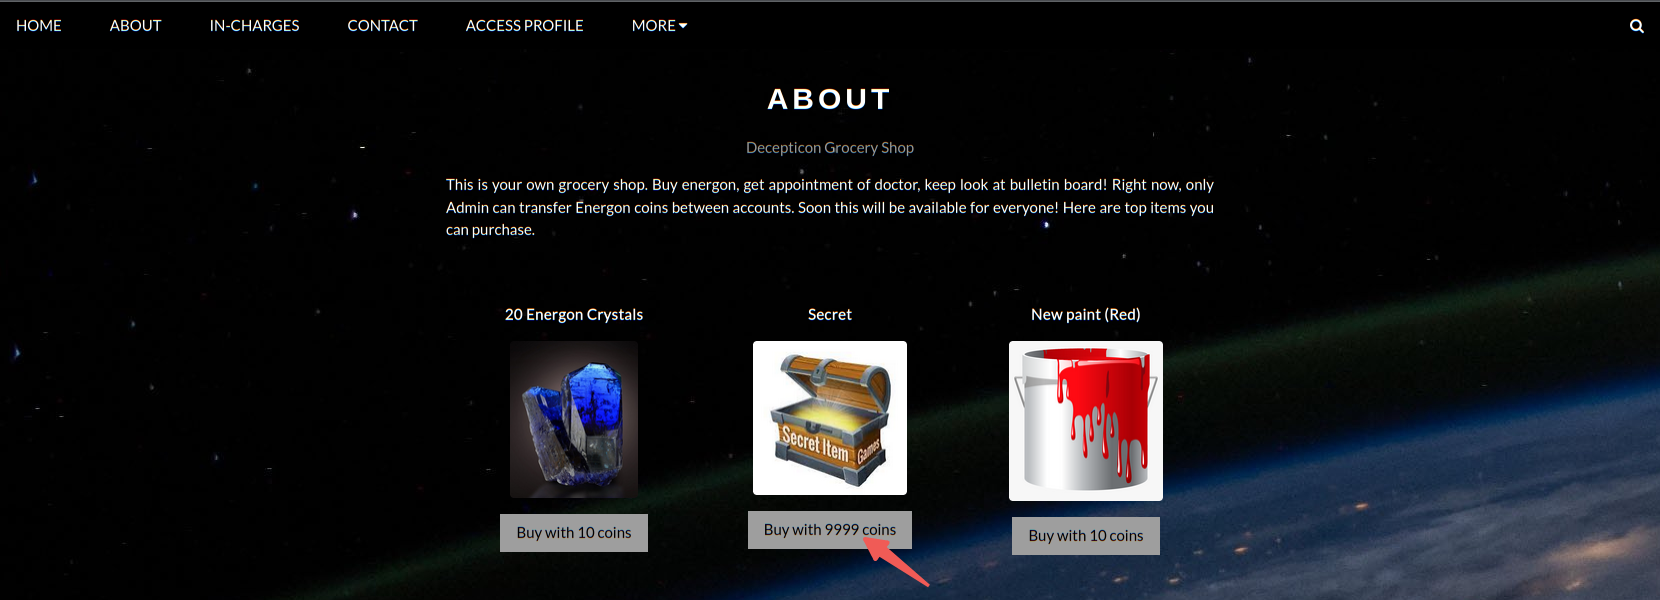 HOME ABOUT IN-CHARGES CONTACT ACCESS PROFILE MORE
ABOUT
Decepticon Grocery Shop
This is your own grocery shop. Buy energon, get appointment of doctor, keep look at bulletin board! Right now, only
Admin can transfer Energon coins between accounts. Soon this will be available for everyone! Here are top items you
can purchase.
20 Energon Crystals Secret New paint (Red)
Secret Item Games
Buy with 10 coins Buy with 9999 coins Buy with 10 coins